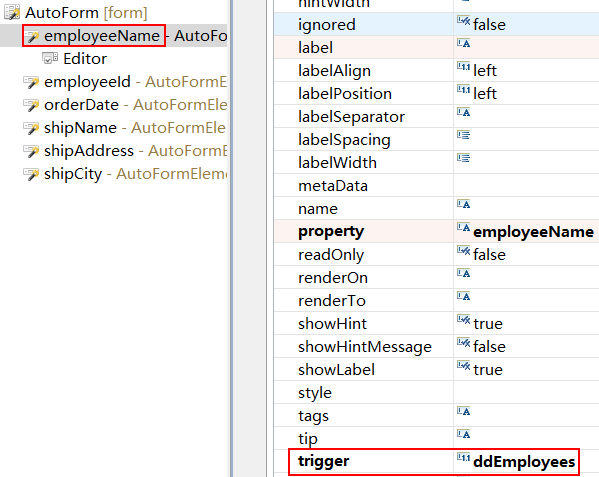 AutoForm [form]
employeeName - AutoFo
Editor
employeeId - AutoFormEl
orderDate - AutoFormEle
shipName - AutoFormEle
shipAddress - AutoFormE
shipCity - AutoFormElem
hintWidth
ignored false
label
labelAlign left
labelPosition left
labelSeparator
labelSpacing
labelWidth
metaData
name
property employeeName
readOnly false
renderOn
renderTo
showHint true
showHintMessage false
showLabel true
style
tags
tip
trigger ddEmployees